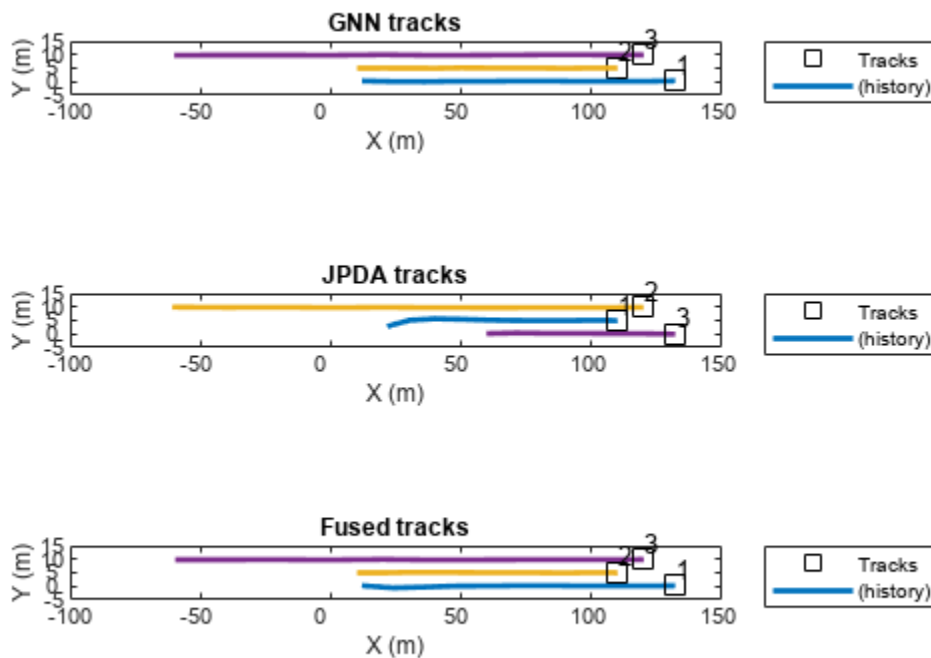 GNN tracks
15
10
5
0
-5
Y (m)
-100
-50
0
50
100
150
X (m)
2
3
1
Tracks
(history)
JPDA tracks
15
10
5
0
-5
Y (m)
-100
-50
0
50
100
150
X (m)
1
2
3
Tracks
(history)
Fused tracks
15
10
5
0
-5
Y (m)
-100
-50
0
50
100
150
X (m)
2
3
1
Tracks
(history)